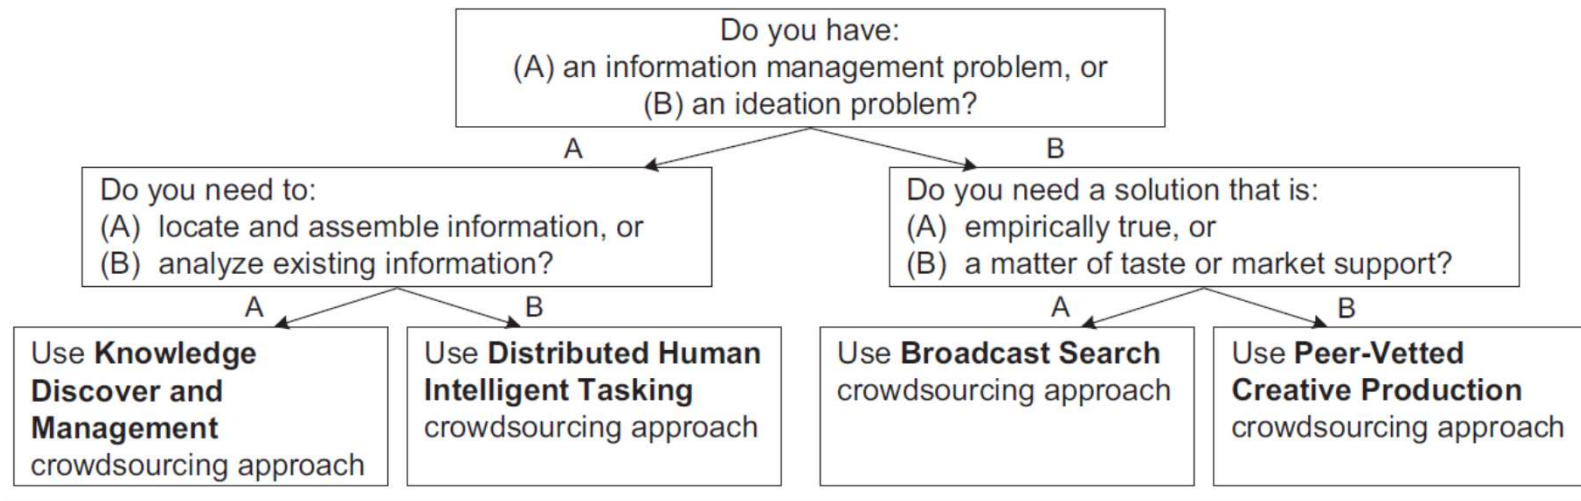 Do you have:
(A) an information management problem, or
(B) an ideation problem?
A
B
Do you need to:
(A) locate and assemble information, or
(B) analyze existing information?
Do you need a solution that is:
(A) empirically true, or
(B) a matter of taste or market support?
A
B
A
B
Use Knowledge
Discover and
Management
crowdsourcing approach
Use Distributed Human
Intelligent Tasking
crowdsourcing approach
Use Broadcast Search
crowdsourcing approach
Use Peer-Vetted
Creative Production
crowdsourcing approach